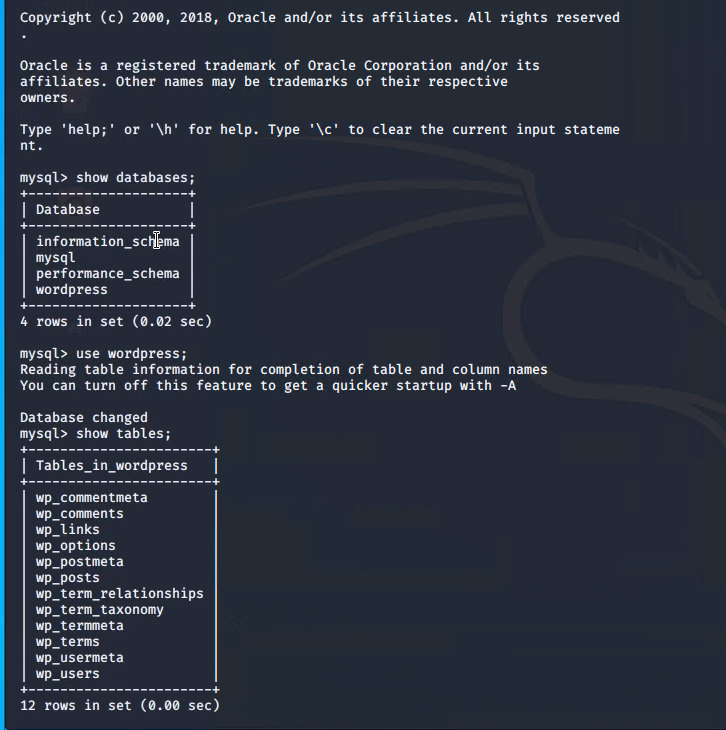 Copyright (c) 2000, 2018, Oracle and/or its affiliates. All rights reserved
.
Oracle is a registered trademark of Oracle Corporation and/or its
affiliates. Other names may be trademarks of their respective
owners.
Type 'help;' or '\h' for help. Type '\c' to clear the current input stateme
nt.
mysql> show databases;
+--------------------+
| Database           |
+--------------------+
| information_schema |
| mysql              |
| performance_schema |
| wordpress          |
+--------------------+
4 rows in set (0.02 sec)
mysql> use wordpress;
Reading table information for completion of table and column names
You can turn off this feature to get a quicker startup with -A
Database changed
mysql> show tables;
+-----------------------+
| Tables_in_wordpress   |
+-----------------------+
| wp_commentmeta        |
| wp_comments           |
| wp_links              |
| wp_options            |
| wp_postmeta           |
| wp_posts              |
| wp_term_relationships |
| wp_term_taxonomy      |
| wp_termmeta           |
| wp_terms              |
| wp_usermeta           |
| wp_users              |
+-----------------------+
12 rows in set (0.00 sec)